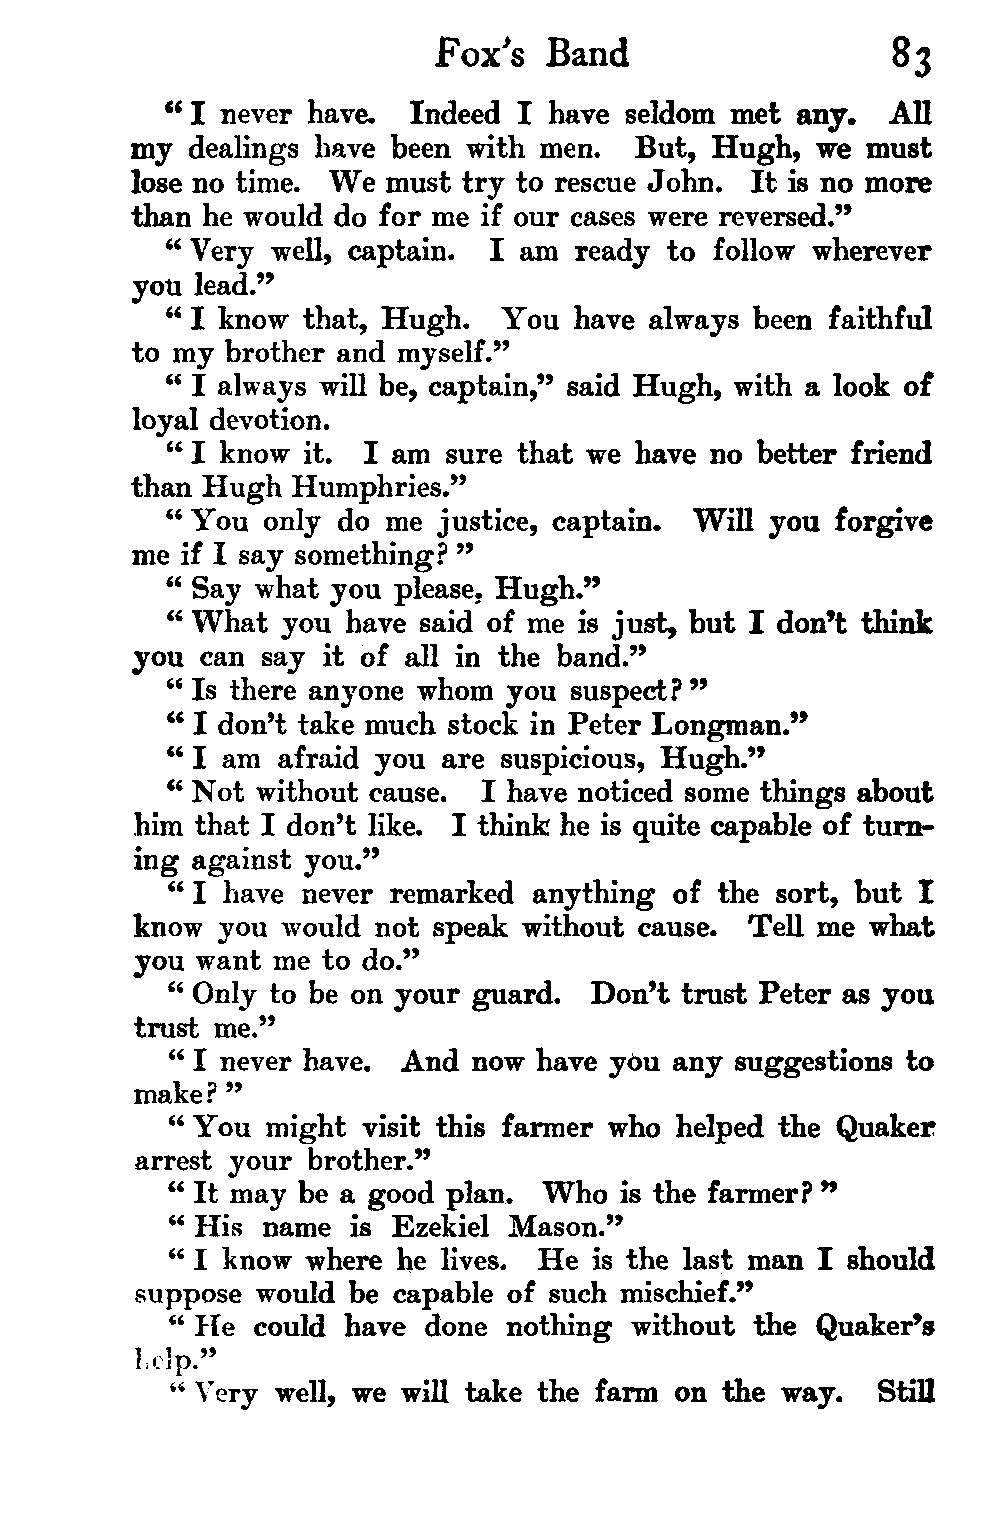 Fox's Band 83
"I never have. Indeed I have seldom met any. All
my dealings have been with men. But, Hugh, we must
lose no time. We must try to rescue John. It is no more
than he would do for me if our cases were reversed."
"Very well, captain. I am ready to follow wherever
you lead."
"I know that, Hugh. You have always been faithful
to my brother and myself."
"I always will be, captain," said Hugh, with a look of
loyal devotion.
"I know it. I am sure that we have no better friend
than Hugh Humphries."
"You only do me justice, captain. Will you forgive
me if I say something?"
"Say what you please, Hugh."
"What you have said of me is just, but I don't think
you can say it of all in the band."
"Is there anyone whom you suspect?"
"I don't take much stock in Peter Longman."
"I am afraid you are suspicious, Hugh."
"Not without cause. I have noticed some things about
him that I don't like. I think he is quite capable of turn-
ing against you."
"I have never remarked anything of the sort, but I
know you would not speak without cause. Tell me what
you want me to do."
"Only to be on your guard. Don't trust Peter as you
trust me."
"I never have. And now have you any suggestions to
make?"
"You might visit this farmer who helped the Quaker
arrest your brother."
"It may be a good plan. Who is the farmer?"
"His name is Ezekiel Mason."
"I know where he lives. He is the last man I should
suppose would be capable of such mischief."
"He could have done nothing without the Quaker's
help."
"Very well, we will take the farm on the way. Still